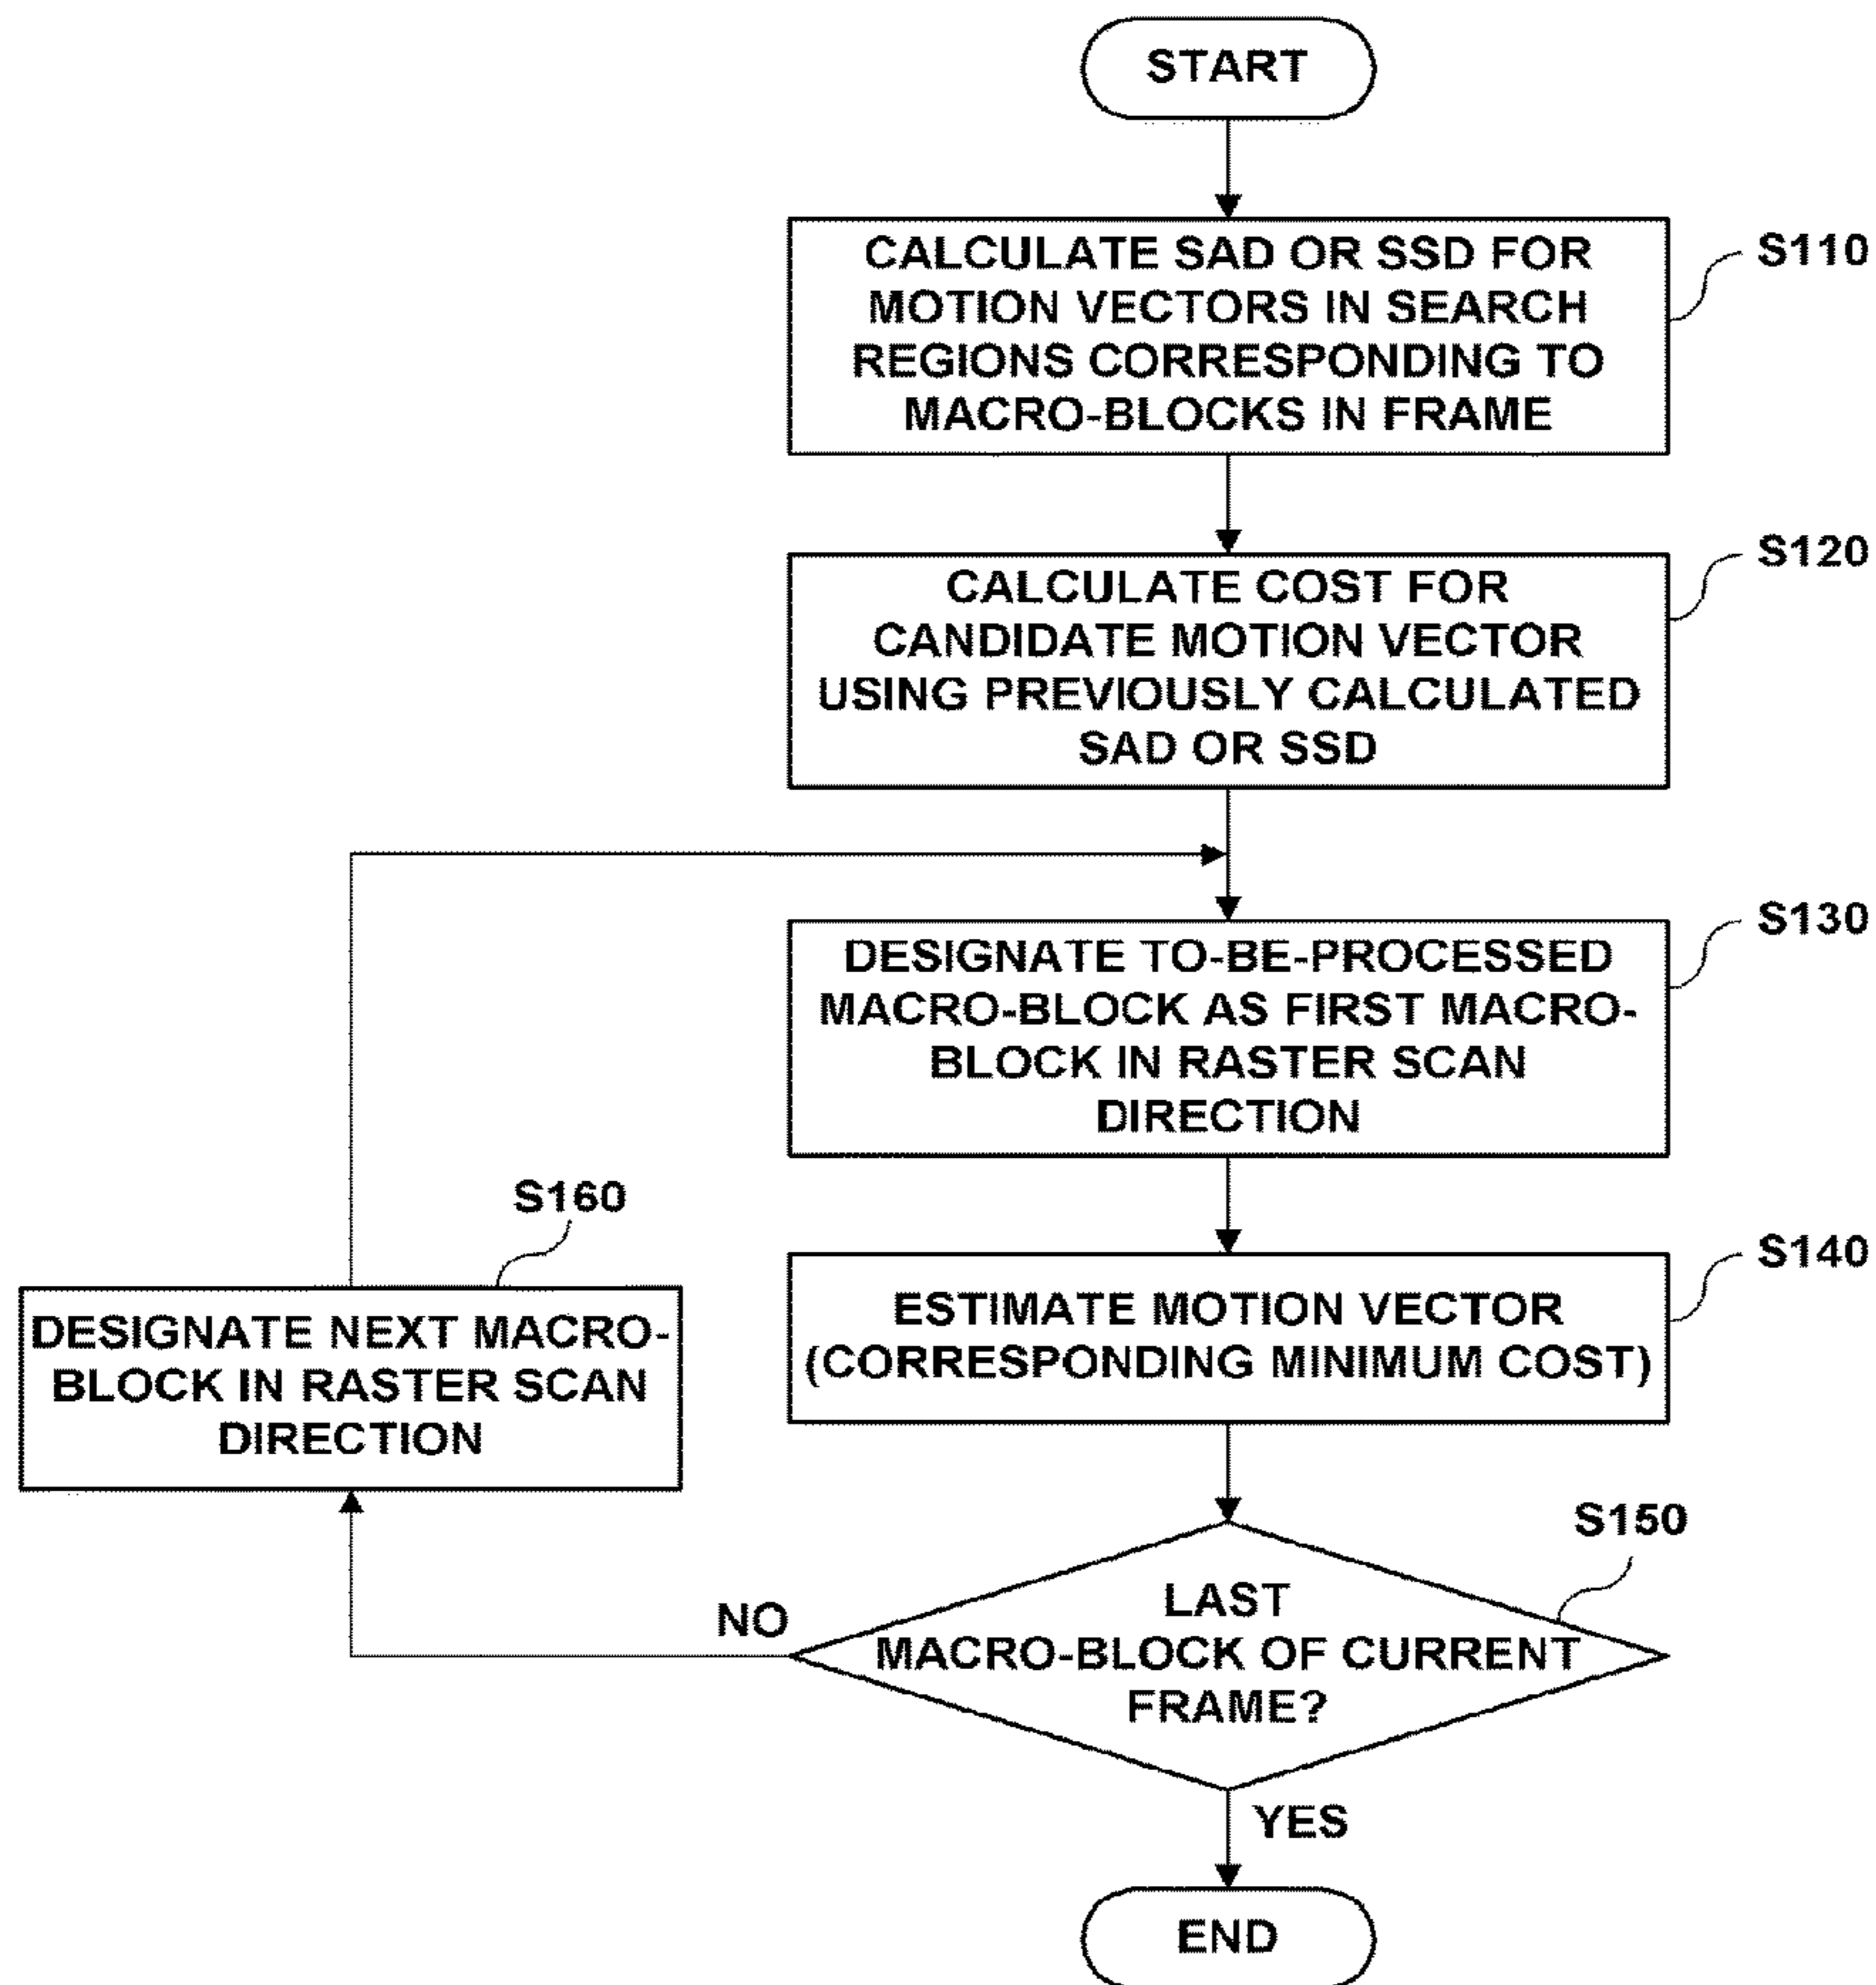 START
CALCULATE SAD OR SSD FOR
MOTION VECTORS IN SEARCH
REGIONS CORRESPONDING TO
MACRO-BLOCKS IN FRAME
S110
CALCULATE COST FOR
CANDIDATE MOTION VECTOR
USING PREVIOUSLY CALCULATED
SAD OR SSD
S120
DESIGNATE TO-BE-PROCESSED
MACRO-BLOCK AS FIRST MACRO-
BLOCK IN RASTER SCAN
DIRECTION
S130
ESTIMATE MOTION VECTOR
(CORRESPONDING MINIMUM COST)
S140
S160
DESIGNATE NEXT MACRO-
BLOCK IN RASTER SCAN
DIRECTION
S150
LAST
MACRO-BLOCK OF CURRENT
FRAME?
NO
YES
END